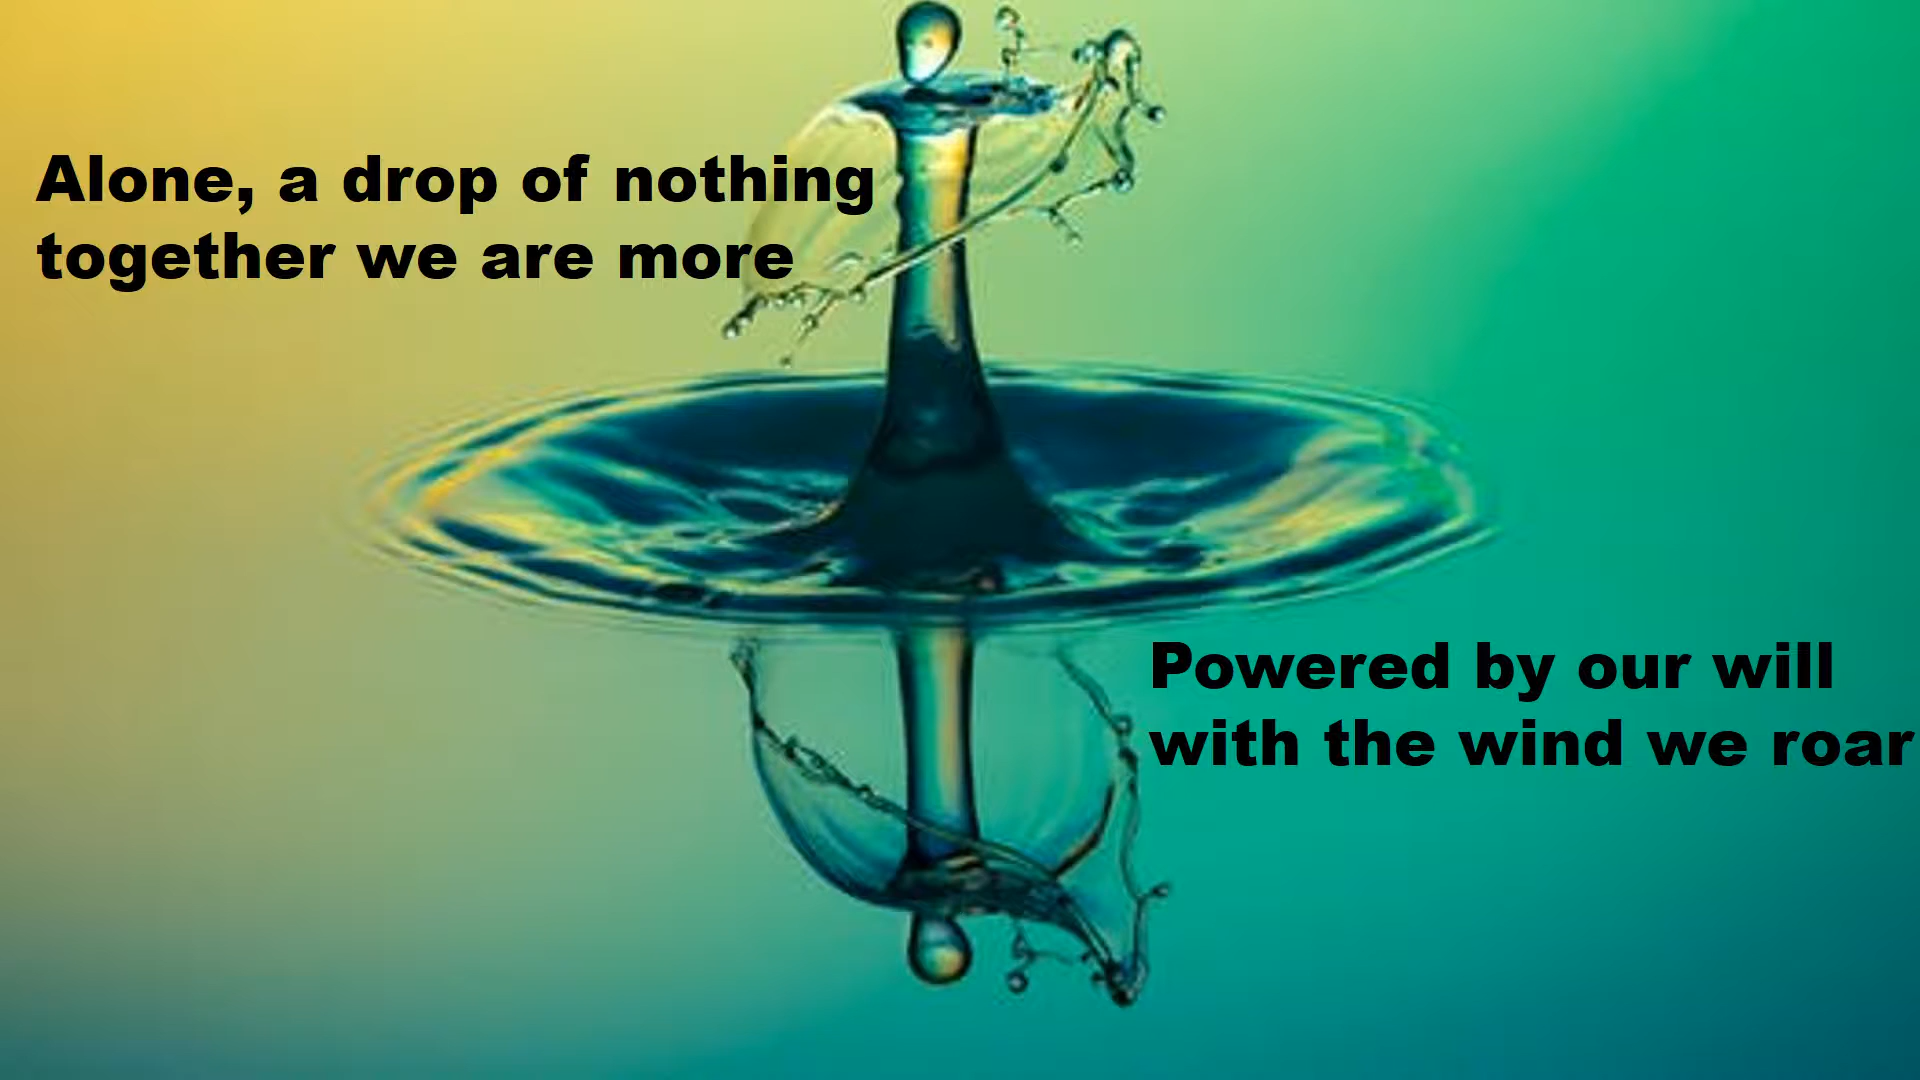 Alone, a drop of nothing
together we are more
Powered by our will
with the wind we roar